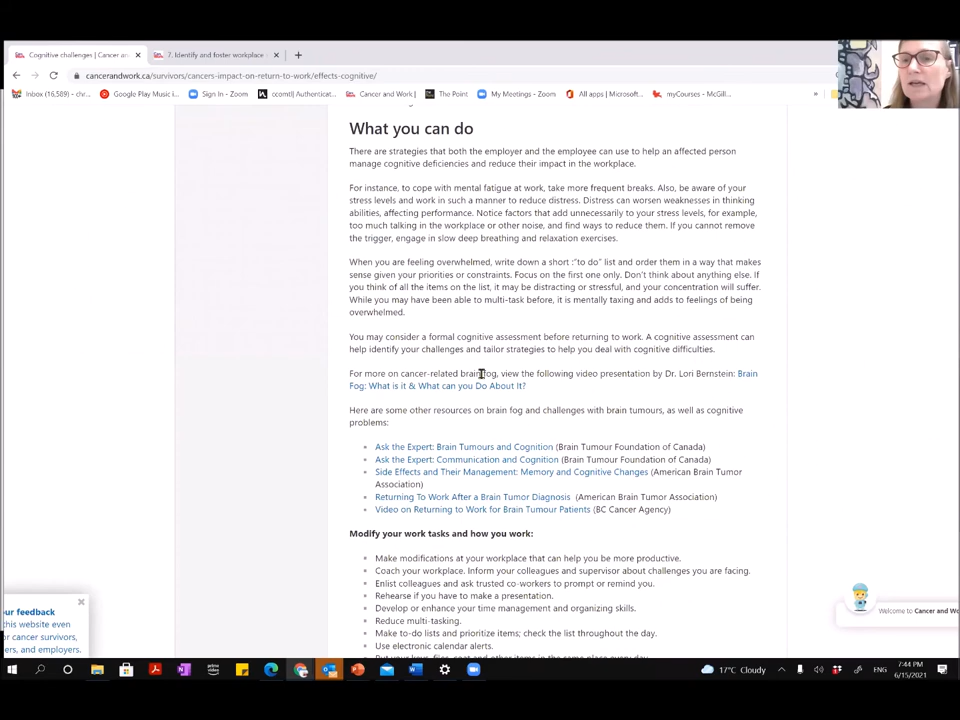 Cognitive challenges | Cancer an
7. Identify and foster workplace
cancerandwork.ca/survivors/cancers-impact-on-return-to-work/effects-cognitive/
Inbox (16,589) - chr...
Google Play Music i...
Sign In - Zoom
ccomtl| Authenticat...
Cancer and Work |
The Point
My Meetings - Zoom
All apps | Microsoft...
myCourses - McGill...
»
What you can do
There are strategies that both the employer and the employee can use to help an affected person
manage cognitive deficiencies and reduce their impact in the workplace.
For instance, to cope with mental fatigue at work, take more frequent breaks. Also, be aware of your
stress levels and work in such a manner to reduce distress. Distress can worsen weaknesses in thinking
abilities, affecting performance. Notice factors that add unnecessarily to your stress levels, for example,
too much talking in the workplace or other noise, and find ways to reduce them. If you cannot remove
the trigger, engage in slow deep breathing and relaxation exercises.
When you are feeling overwhelmed, write down a short :"to do" list and order them in a way that makes
sense given your priorities or constraints. Focus on the first one only. Don't think about anything else. If
you think of all the items on the list, it may be distracting or stressful, and your concentration will suffer.
While you may have been able to multi-task before, it is mentally taxing and adds to feelings of being
overwhelmed.
You may consider a formal cognitive assessment before returning to work. A cognitive assessment can
help identify your challenges and tailor strategies to help you deal with cognitive difficulties.
For more on cancer-related brain fog, view the following video presentation by Dr. Lori Bernstein: Brain
Fog: What is it & What can you Do About It?
Here are some other resources on brain fog and challenges with brain tumours, as well as cognitive
problems:
Ask the Expert: Brain Tumours and Cognition (Brain Tumour Foundation of Canada)
Ask the Expert: Communication and Cognition (Brain Tumour Foundation of Canada)
Side Effects and Their Management: Memory and Cognitive Changes (American Brain Tumor
Association)
Returning To Work After a Brain Tumor Diagnosis (American Brain Tumor Association)
Video on Returning to Work for Brain Tumour Patients (BC Cancer Agency)
Modify your work tasks and how you work:
Make modifications at your workplace that can help you be more productive.
Coach your workplace. Inform your colleagues and supervisor about challenges you are facing.
Enlist colleagues and ask trusted co-workers to prompt or remind you.
Rehearse if you have to make a presentation.
Develop or enhance your time management and organizing skills.
Reduce multi-tasking.
Make to-do lists and prioritize items; check the list throughout the day.
Use electronic calendar alerts.
our feedback
this website even
or cancer survivors,
ers, and employers.
Welcome to Cancer and Wo
17°C Cloudy
ENG
7:44 PM
6/15/2021